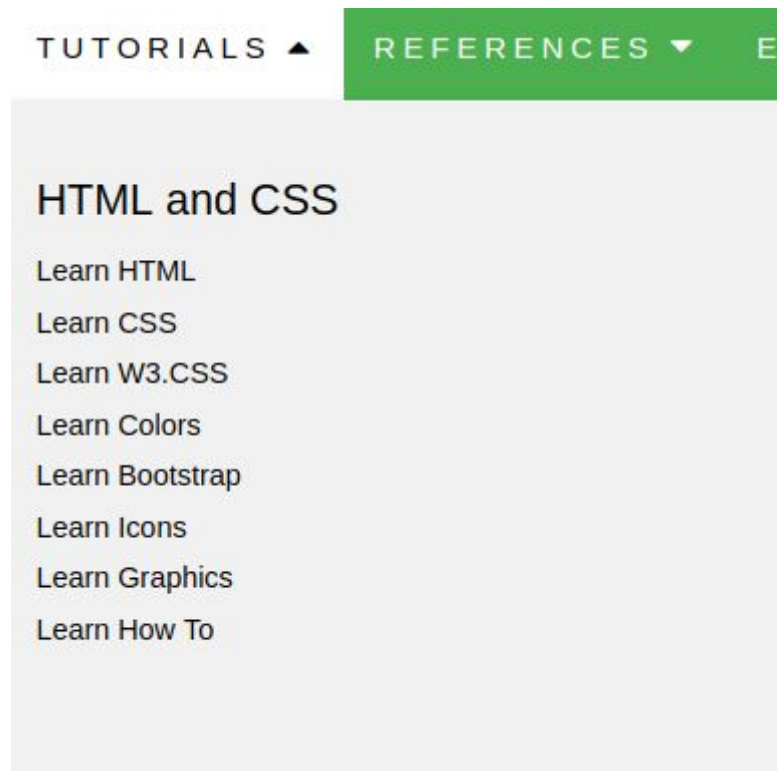 TUTORIALS REFERENCES E
HTML and CSS
Learn HTML
Learn CSS
Learn W3.CSS
Learn Colors
Learn Bootstrap
Learn Icons
Learn Graphics
Learn How To